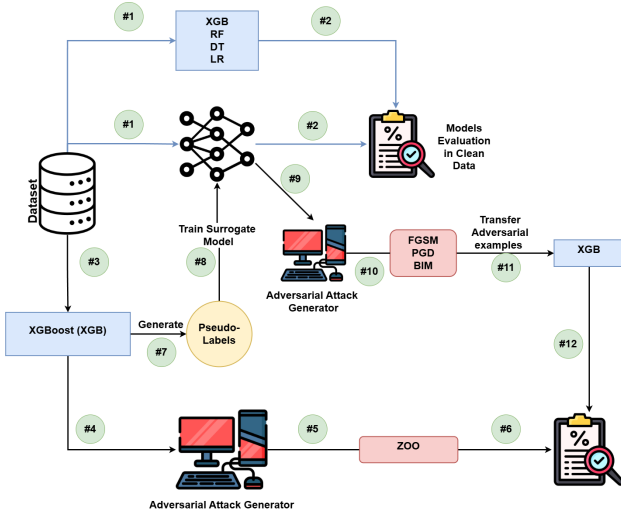 #1
XGB
RF
DT
LR
#2
#1
#2
%
Models
Evaluation
in Clean
Data
Dataset
#9
Train Surrogate
Model
#3
#8
Adversarial Attack
Generator
#10
FGSM
PGD
BIM
Transfer
Adversarial
examples
#11
XGB
XGBoost (XGB)
Generate
#7
Pseudo-
Labels
#12
#4
#5
ZOO
#6
%
Adversarial Attack Generator